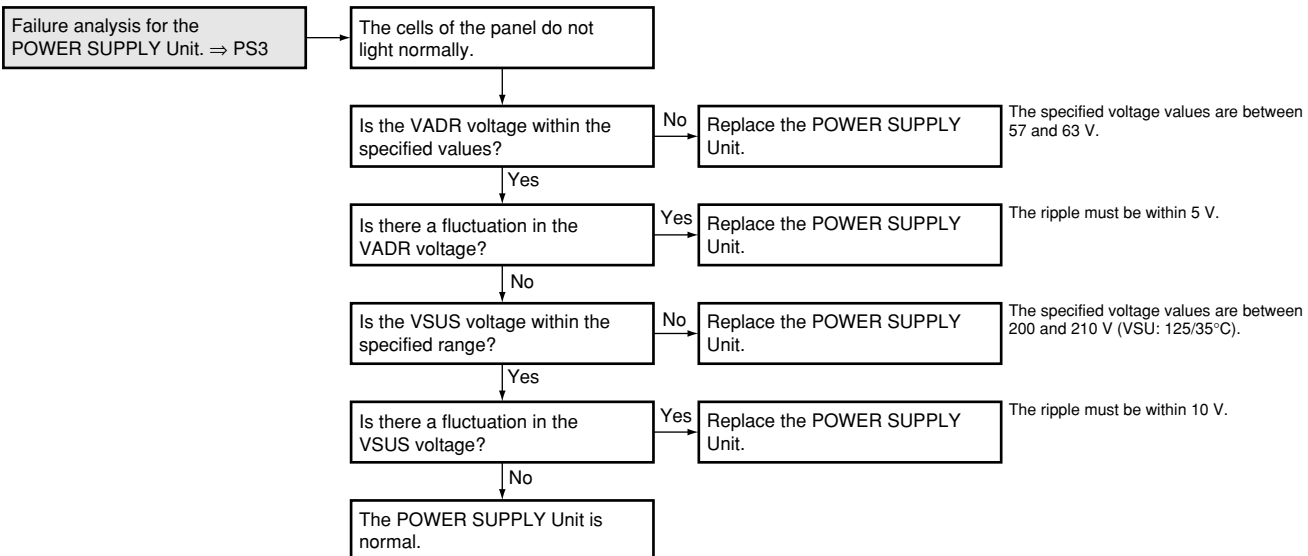 Failure analysis for the
POWER SUPPLY Unit. ⇒ PS3
The cells of the panel do not
light normally.
Is the VADR voltage within the
specified values?
No
Replace the POWER SUPPLY
Unit.
The specified voltage values are between
57 and 63 V.
Yes
Is there a fluctuation in the
VADR voltage?
Yes
Replace the POWER SUPPLY
Unit.
The ripple must be within 5 V.
No
Is the VSUS voltage within the
specified range?
No
Replace the POWER SUPPLY
Unit.
The specified voltage values are between
200 and 210 V (VSU: 125/35°C).
Yes
Is there a fluctuation in the
VSUS voltage?
Yes
Replace the POWER SUPPLY
Unit.
The ripple must be within 10 V.
No
The POWER SUPPLY Unit is
normal.